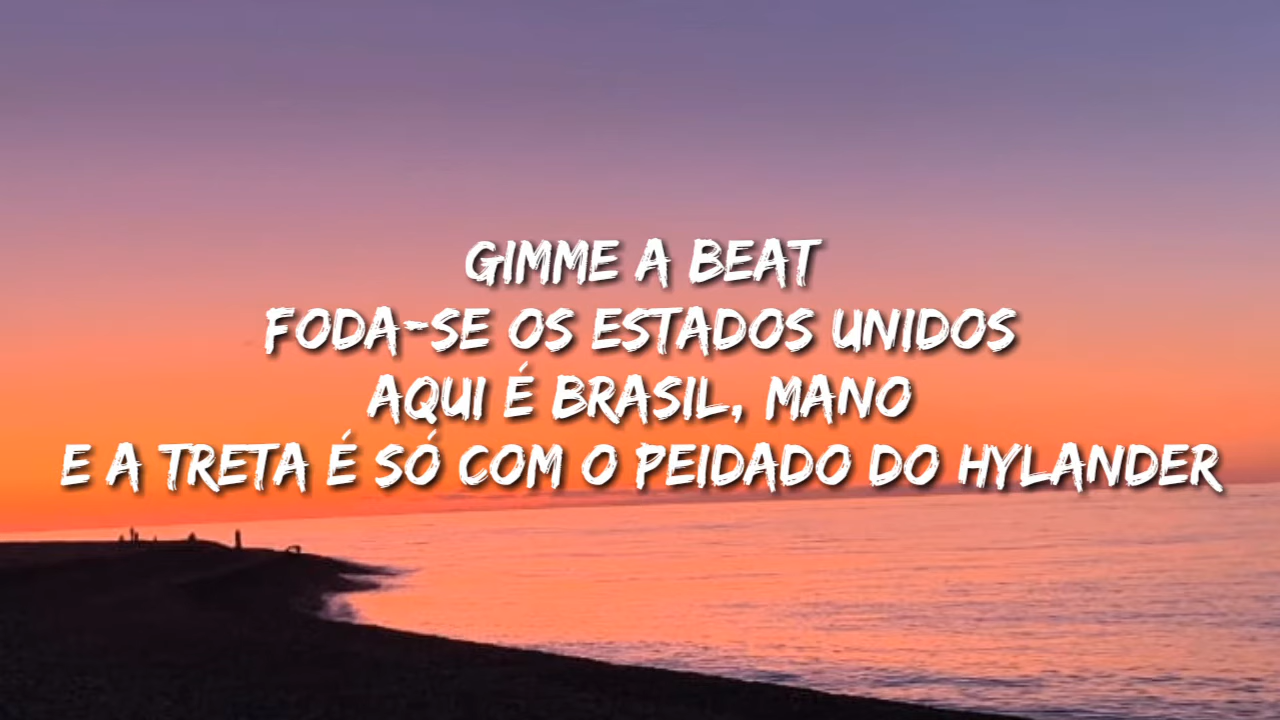 GIMME A BEAT
FODA-SE OS ESTADOS UNIDOS
AQUI É BRASIL, MANO
E A TRETA É SÓ COM O PEIDADO DO HYLANDER